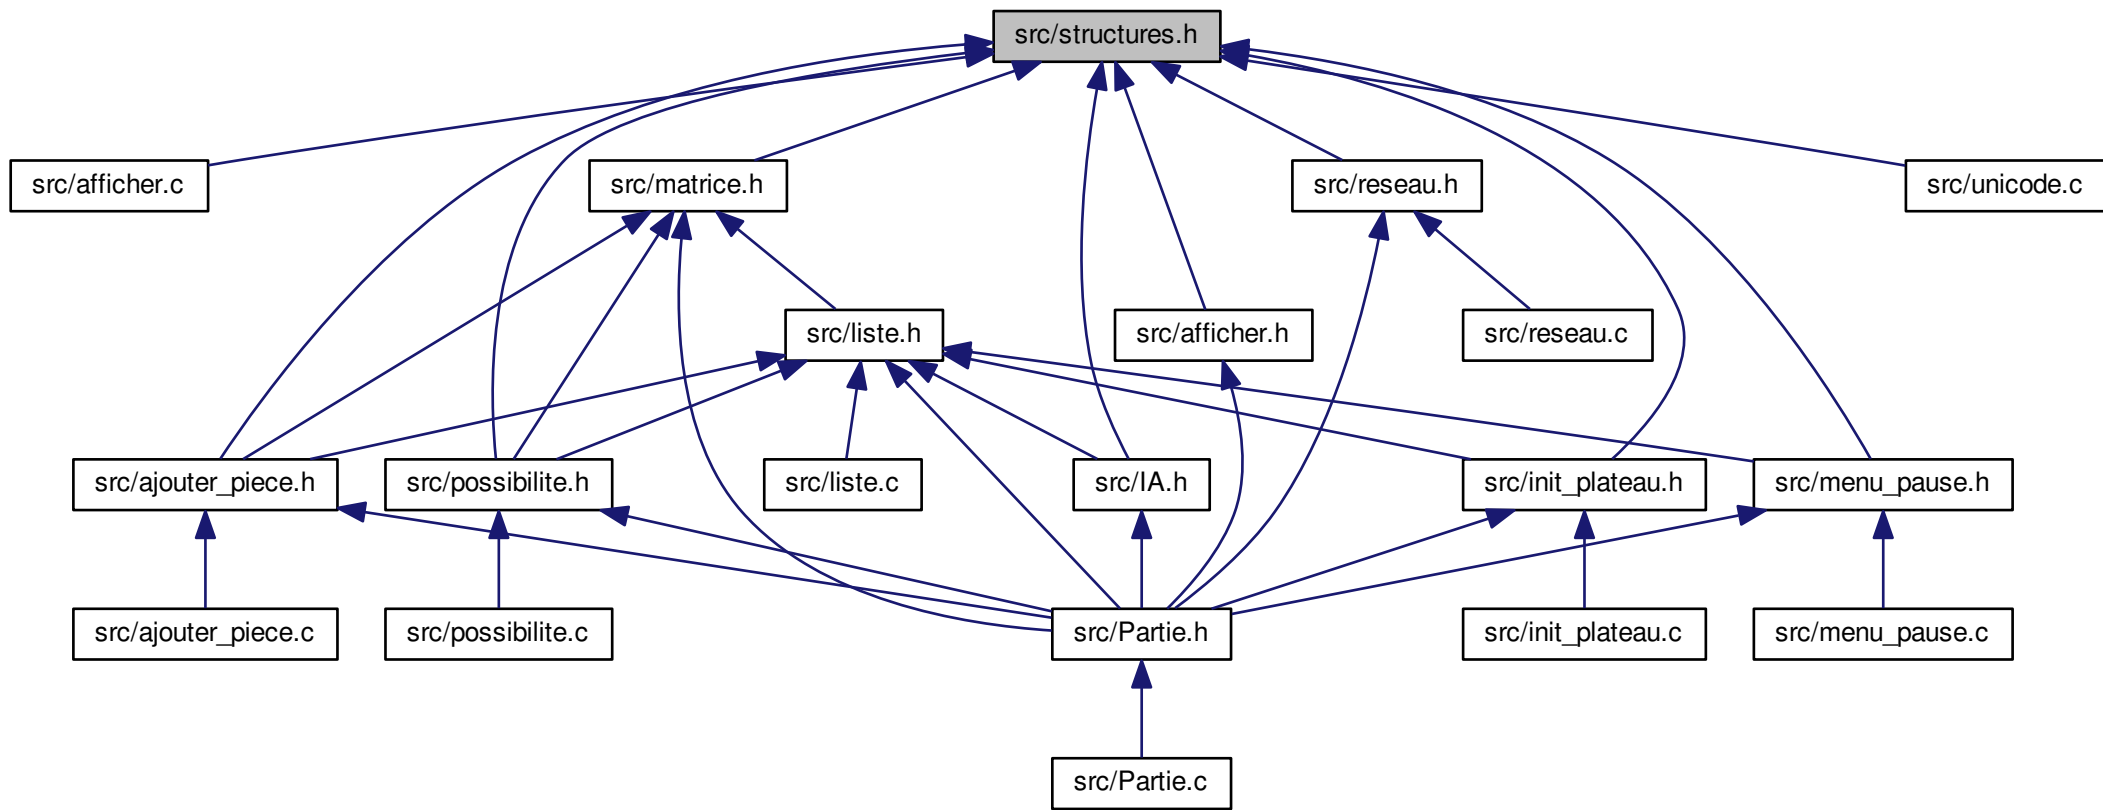 src/structures.h
src/afficher.c
src/matrice.h
src/reseau.h
src/unicode.c
src/liste.h
src/afficher.h
src/reseau.c
src/ajouter_piece.h
src/possibilite.h
src/liste.c
src/IA.h
src/init_plateau.h
src/menu_pause.h
src/ajouter_piece.c
src/possibilite.c
src/Partie.h
src/init_plateau.c
src/menu_pause.c
src/Partie.c